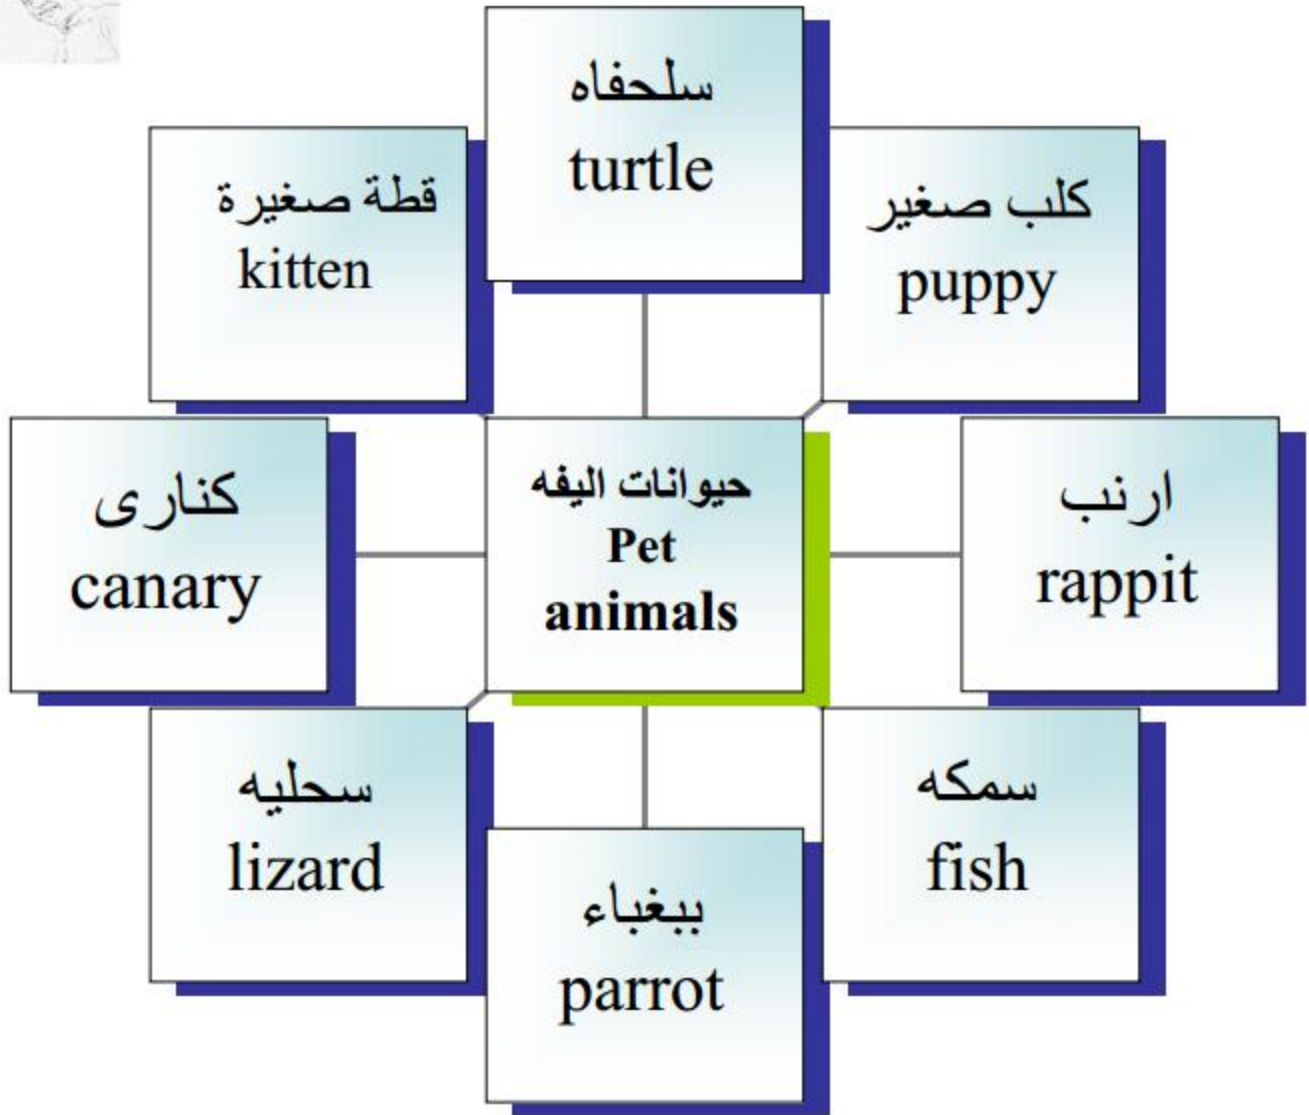 سلحفاه
turtle
قطة صغيرة
kitten
كلب صغير
puppy
كنارى
canary
حيوانات اليفه
Pet
animals
ارنب
rappit
سحليه
lizard
سمكه
fish
ببغباء
parrot